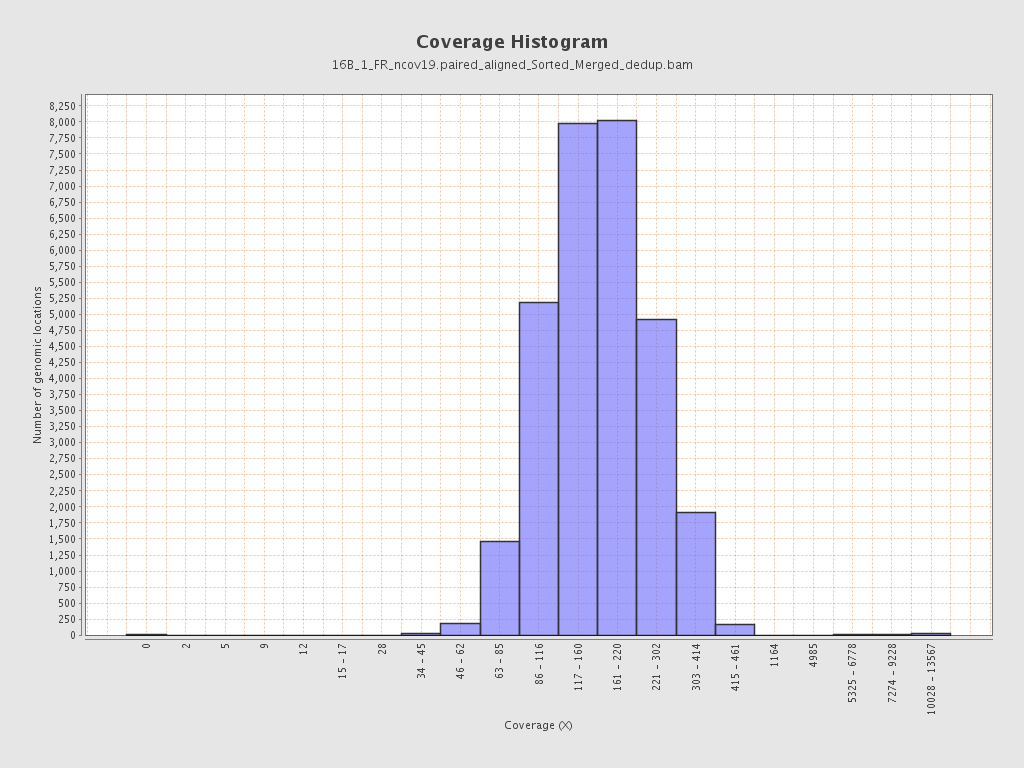 Coverage Histogram
16B_1_FR_ncov19.paired_aligned_Sorted_Merged_dedup.bam
Number of genomic locations
8,250
8,000
7,750
7,500
7,250
7,000
6,750
6,500
6,250
6,000
5,750
5,500
5,250
5,000
4,750
4,500
4,250
4,000
3,750
3,500
3,250
3,000
2,750
2,500
2,250
2,000
1,750
1,500
1,250
1,000
750
500
250
0
0
2
5
9
12
15 - 17
28
34 - 45
46 - 62
63 - 85
86 - 116
117 - 160
161 - 220
221 - 302
303 - 414
415 - 461
1164
4985
5325 - 6778
7274 - 9228
10028 - 13567
Coverage (X)